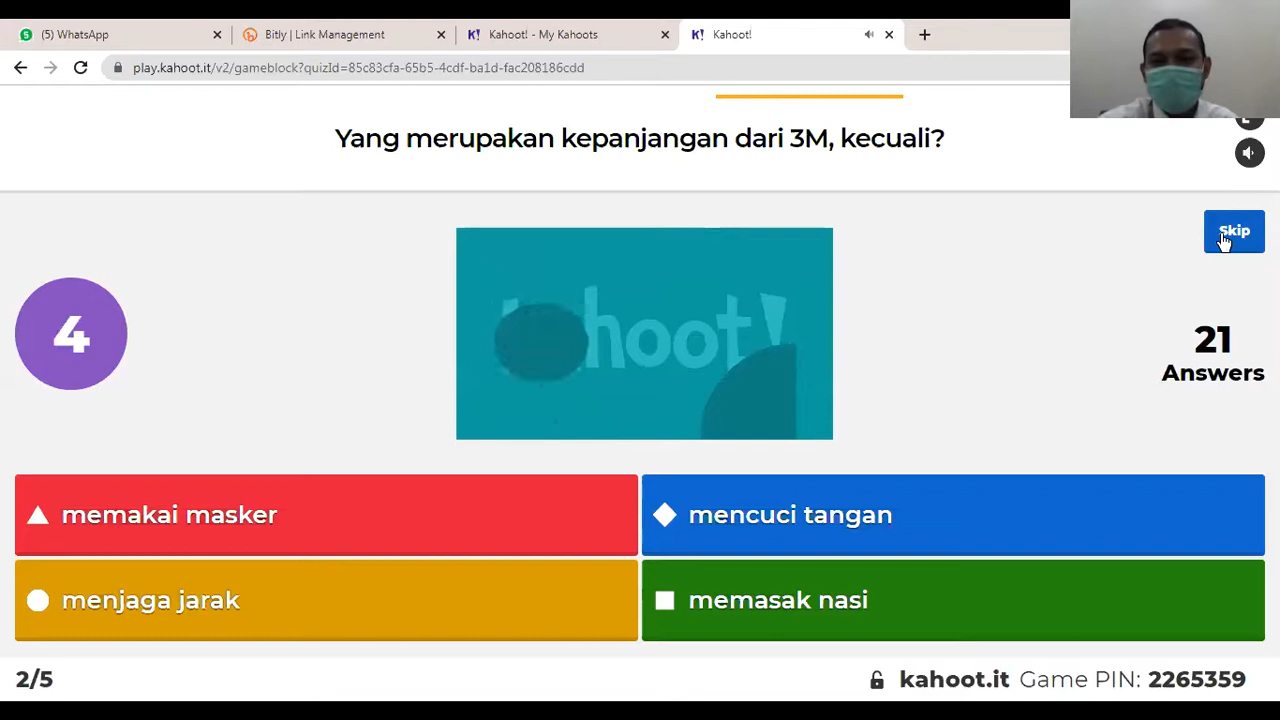 (5) WhatsApp
Bitly | Link Management
Kahoot! - My Kahoots
Kahoot!
play.kahoot.it/v2/gameblock?quizId=85c83cfa-65b5-4cdf-ba1d-fac208186cdd
Yang merupakan kepanjangan dari 3M, kecuali?
Skip
4
21
Answers
memakai masker
mencuci tangan
menjaga jarak
memasak nasi
2/5
kahoot.it Game PIN: 2265359